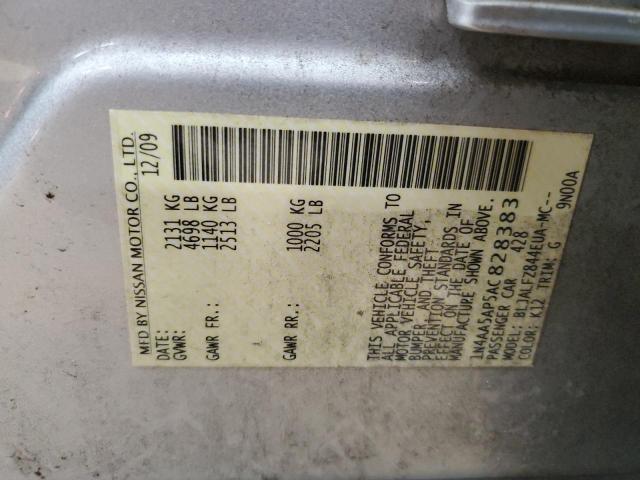 MFD BY NISSAN MOTOR CO., LTD.
DATE: 12/09
GVWR: 2131 KG
4698 LB
GAWR FR.: 1140 KG
2513 LB
GAWR RR.: 1000 KG
2205 LB
THIS VEHICLE CONFORMS TO
ALL APPLICABLE FEDERAL
MOTOR VEHICLE SAFETY,
BUMPER, AND THEFT
PREVENTION STANDARDS IN
EFFECT ON THE DATE OF
MANUFACTURE SHOWN ABOVE.
1N4AA5AP5AC828383
PASSENGER CAR 428
MODEL: BLJALFZ844EUA-MC--
COLOR: K12 TRIM: G 9N00A